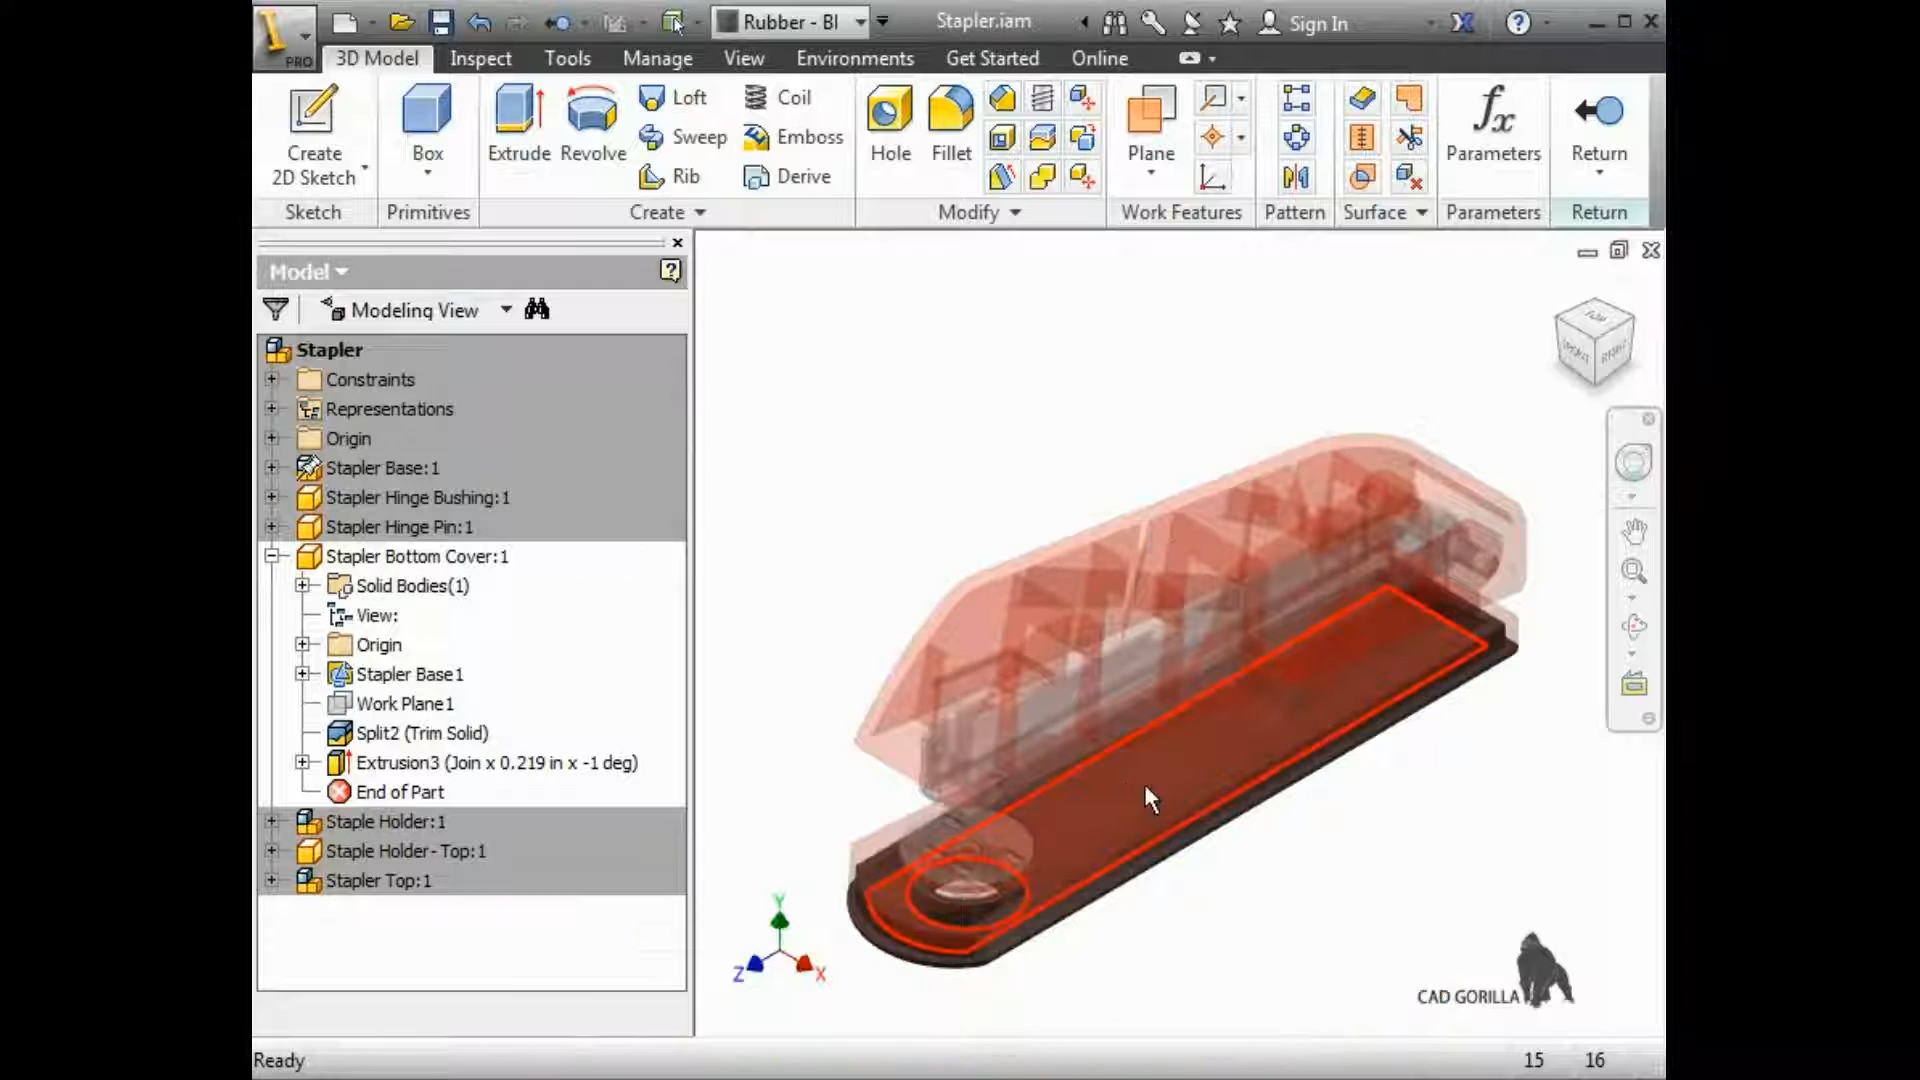 Rubber - Bl
Stapler.iam
Sign In
PRO
3D Model
Inspect
Tools
Manage
View
Environments
Get Started
Online
Create
2D Sketch
Box
Extrude
Revolve
Loft
Sweep
Rib
Coil
Emboss
Derive
Hole
Fillet
Plane
fx
Parameters
Return
Sketch
Primitives
Create
Modify
Work Features
Pattern
Surface
Parameters
Return
Model
Modeling View
Stapler
Constraints
Representations
Origin
Stapler Base:1
Stapler Hinge Bushing:1
Stapler Hinge Pin:1
Stapler Bottom Cover:1
Solid Bodies(1)
View:
Origin
Stapler Base1
Work Plane1
Split2 (Trim Solid)
Extrusion3 (Join x 0.219 in x -1 deg)
End of Part
Staple Holder:1
Staple Holder-Top:1
Stapler Top:1
TOP
FRONT
RIGHT
Y
Z
X
CAD GORILLA
Ready
15
16